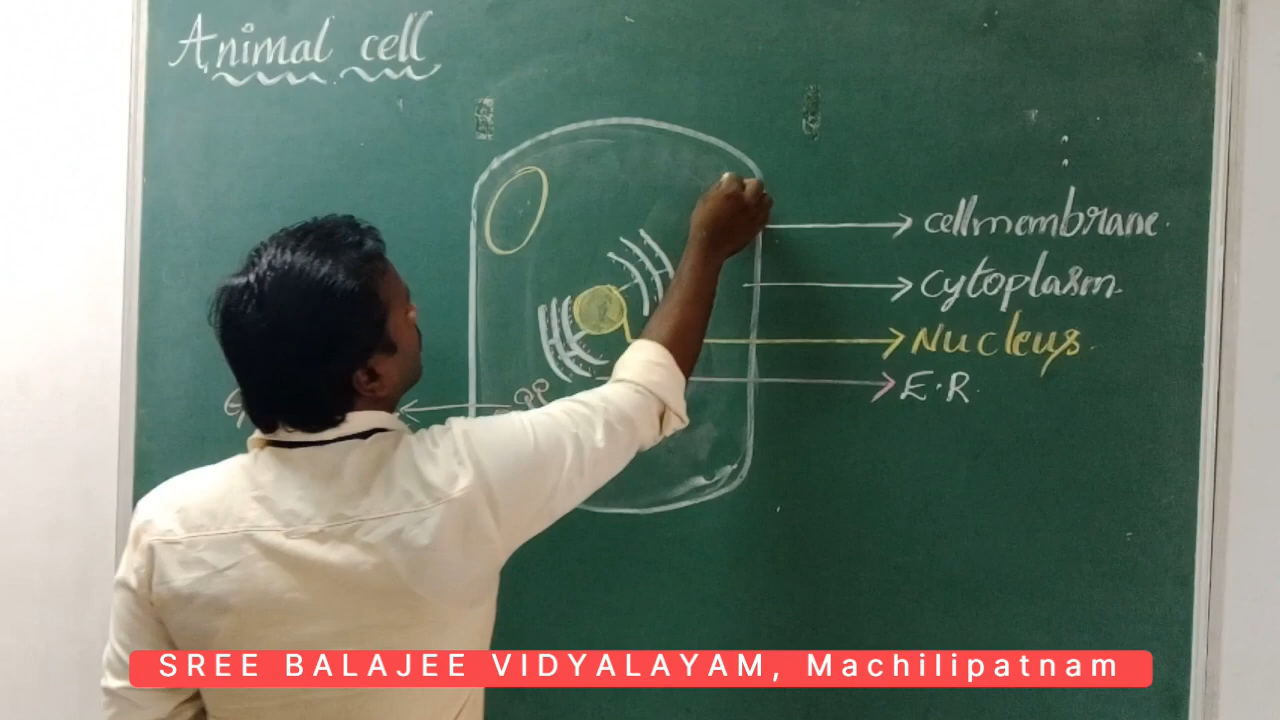 Animal cell
cellmembrane
cytoplasm
Nucleus
E.R.
SREE BALAJEE VIDYALAYAM, Machilipatnam